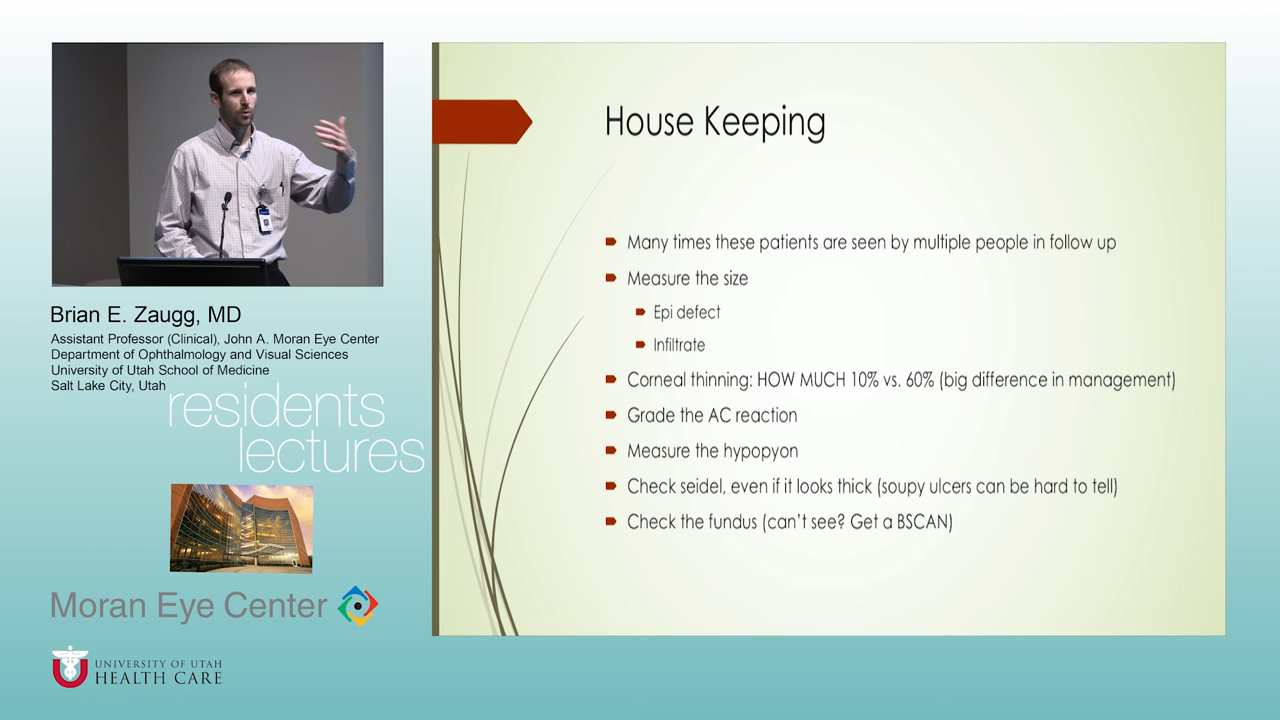 House Keeping
Many times these patients are seen by multiple people in follow up
Measure the size
Epi defect
Infiltrate
Corneal thinning: HOW MUCH 10% vs. 60% (big difference in management)
Grade the AC reaction
Measure the hypopyon
Check seidel, even if it looks thick (soupy ulcers can be hard to tell)
Check the fundus (can't see? Get a BSCAN)
Brian E. Zaugg, MD
Assistant Professor (Clinical), John A. Moran Eye Center
Department of Ophthalmology and Visual Sciences
University of Utah School of Medicine
Salt Lake City, Utah
residents
lectures
Moran Eye Center
UNIVERSITY OF UTAH
HEALTH CARE